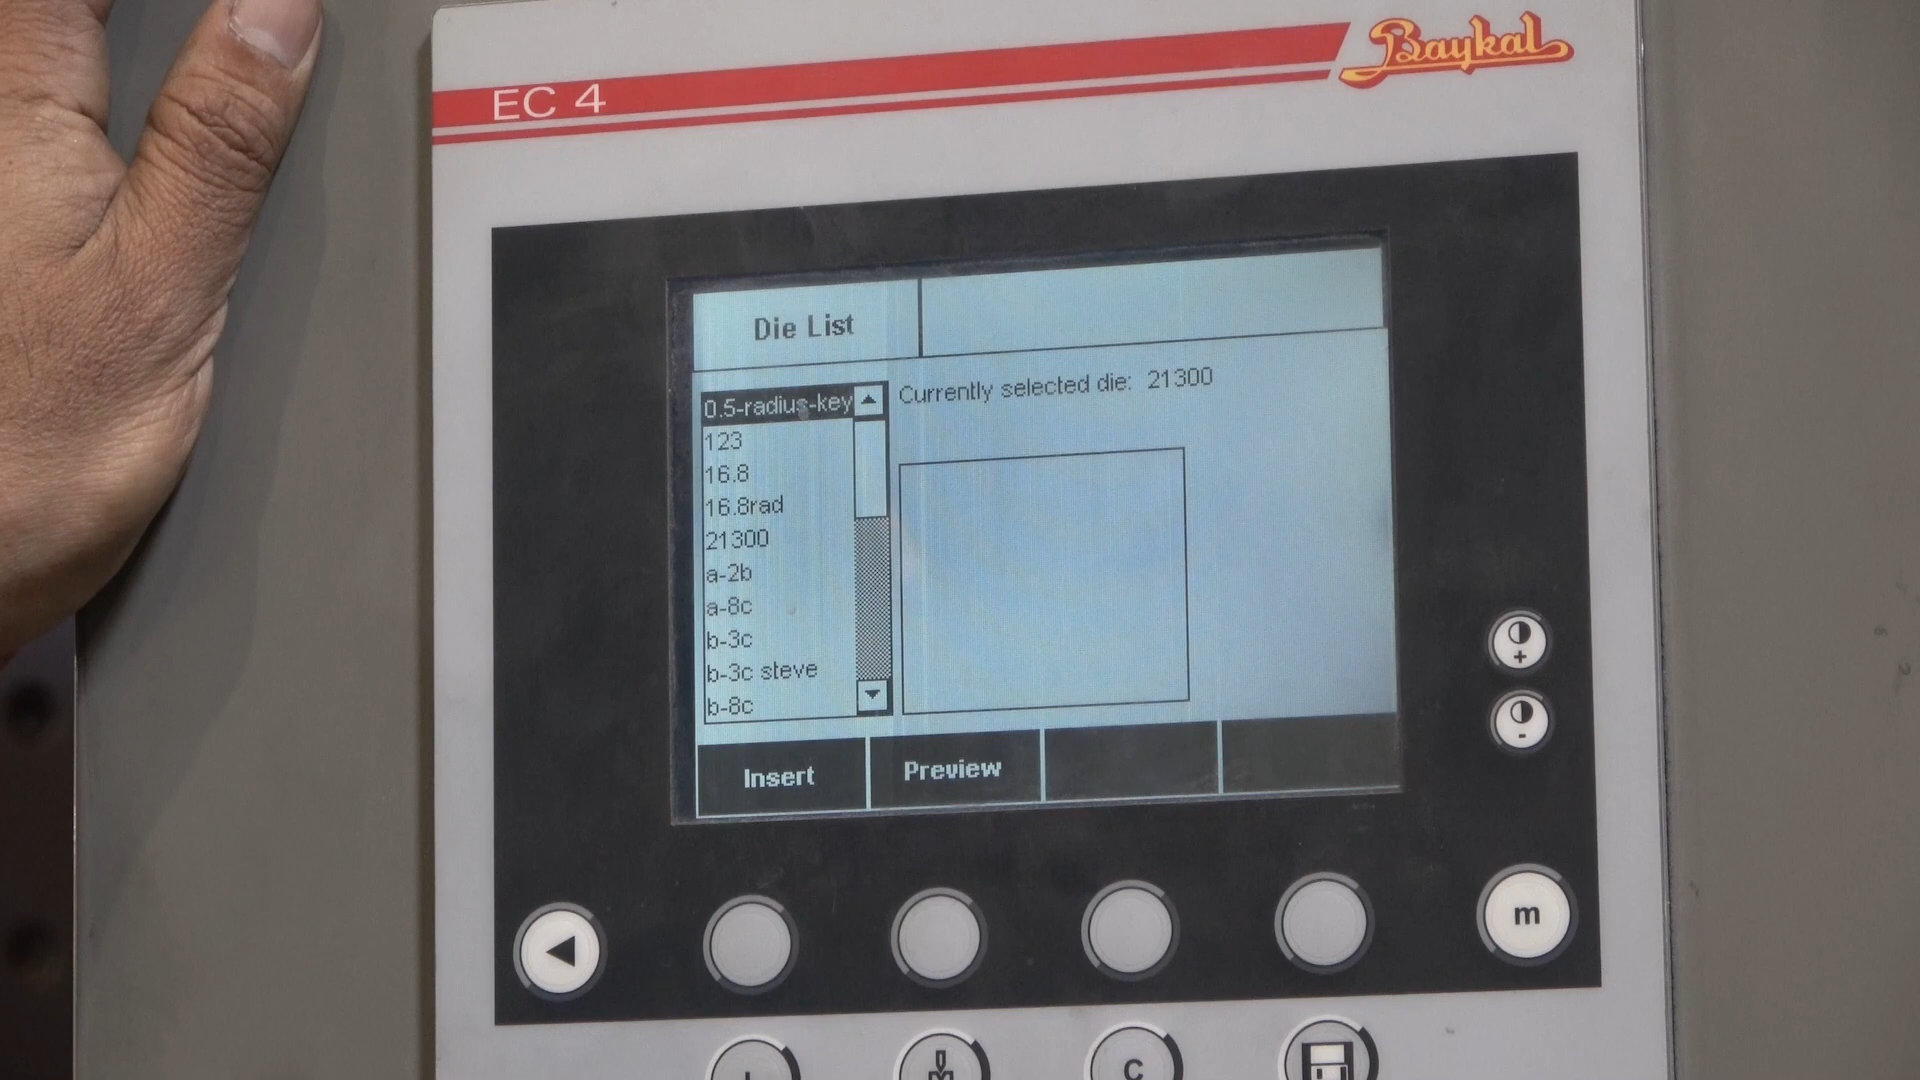 Baykal
EC 4
Die List
Currently selected die: 21300
0.5-radius-key
123
16.8
16.8rad
21300
a-2b
a-8c
b-3c
b-3c steve
b-8c
Insert
Preview
+
-
m
C